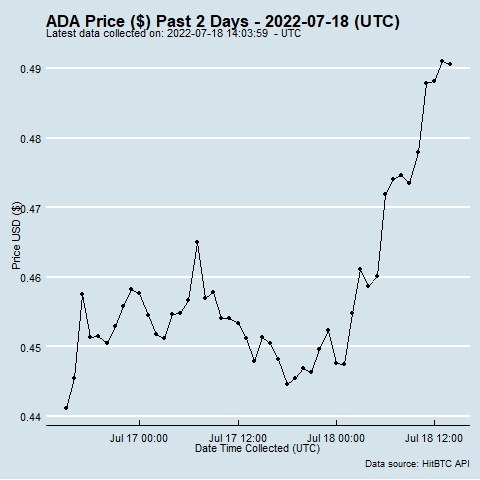 ADA Price ($) Past 2 Days - 2022-07-18 (UTC)
Latest data collected on: 2022-07-18 14:03:59  - UTC
Price USD ($)
0.49
0.48
0.47
0.46
0.45
0.44
Jul 17 00:00
Jul 17 12:00
Jul 18 00:00
Jul 18 12:00
Date Time Collected (UTC)
Data source: HitBTC API